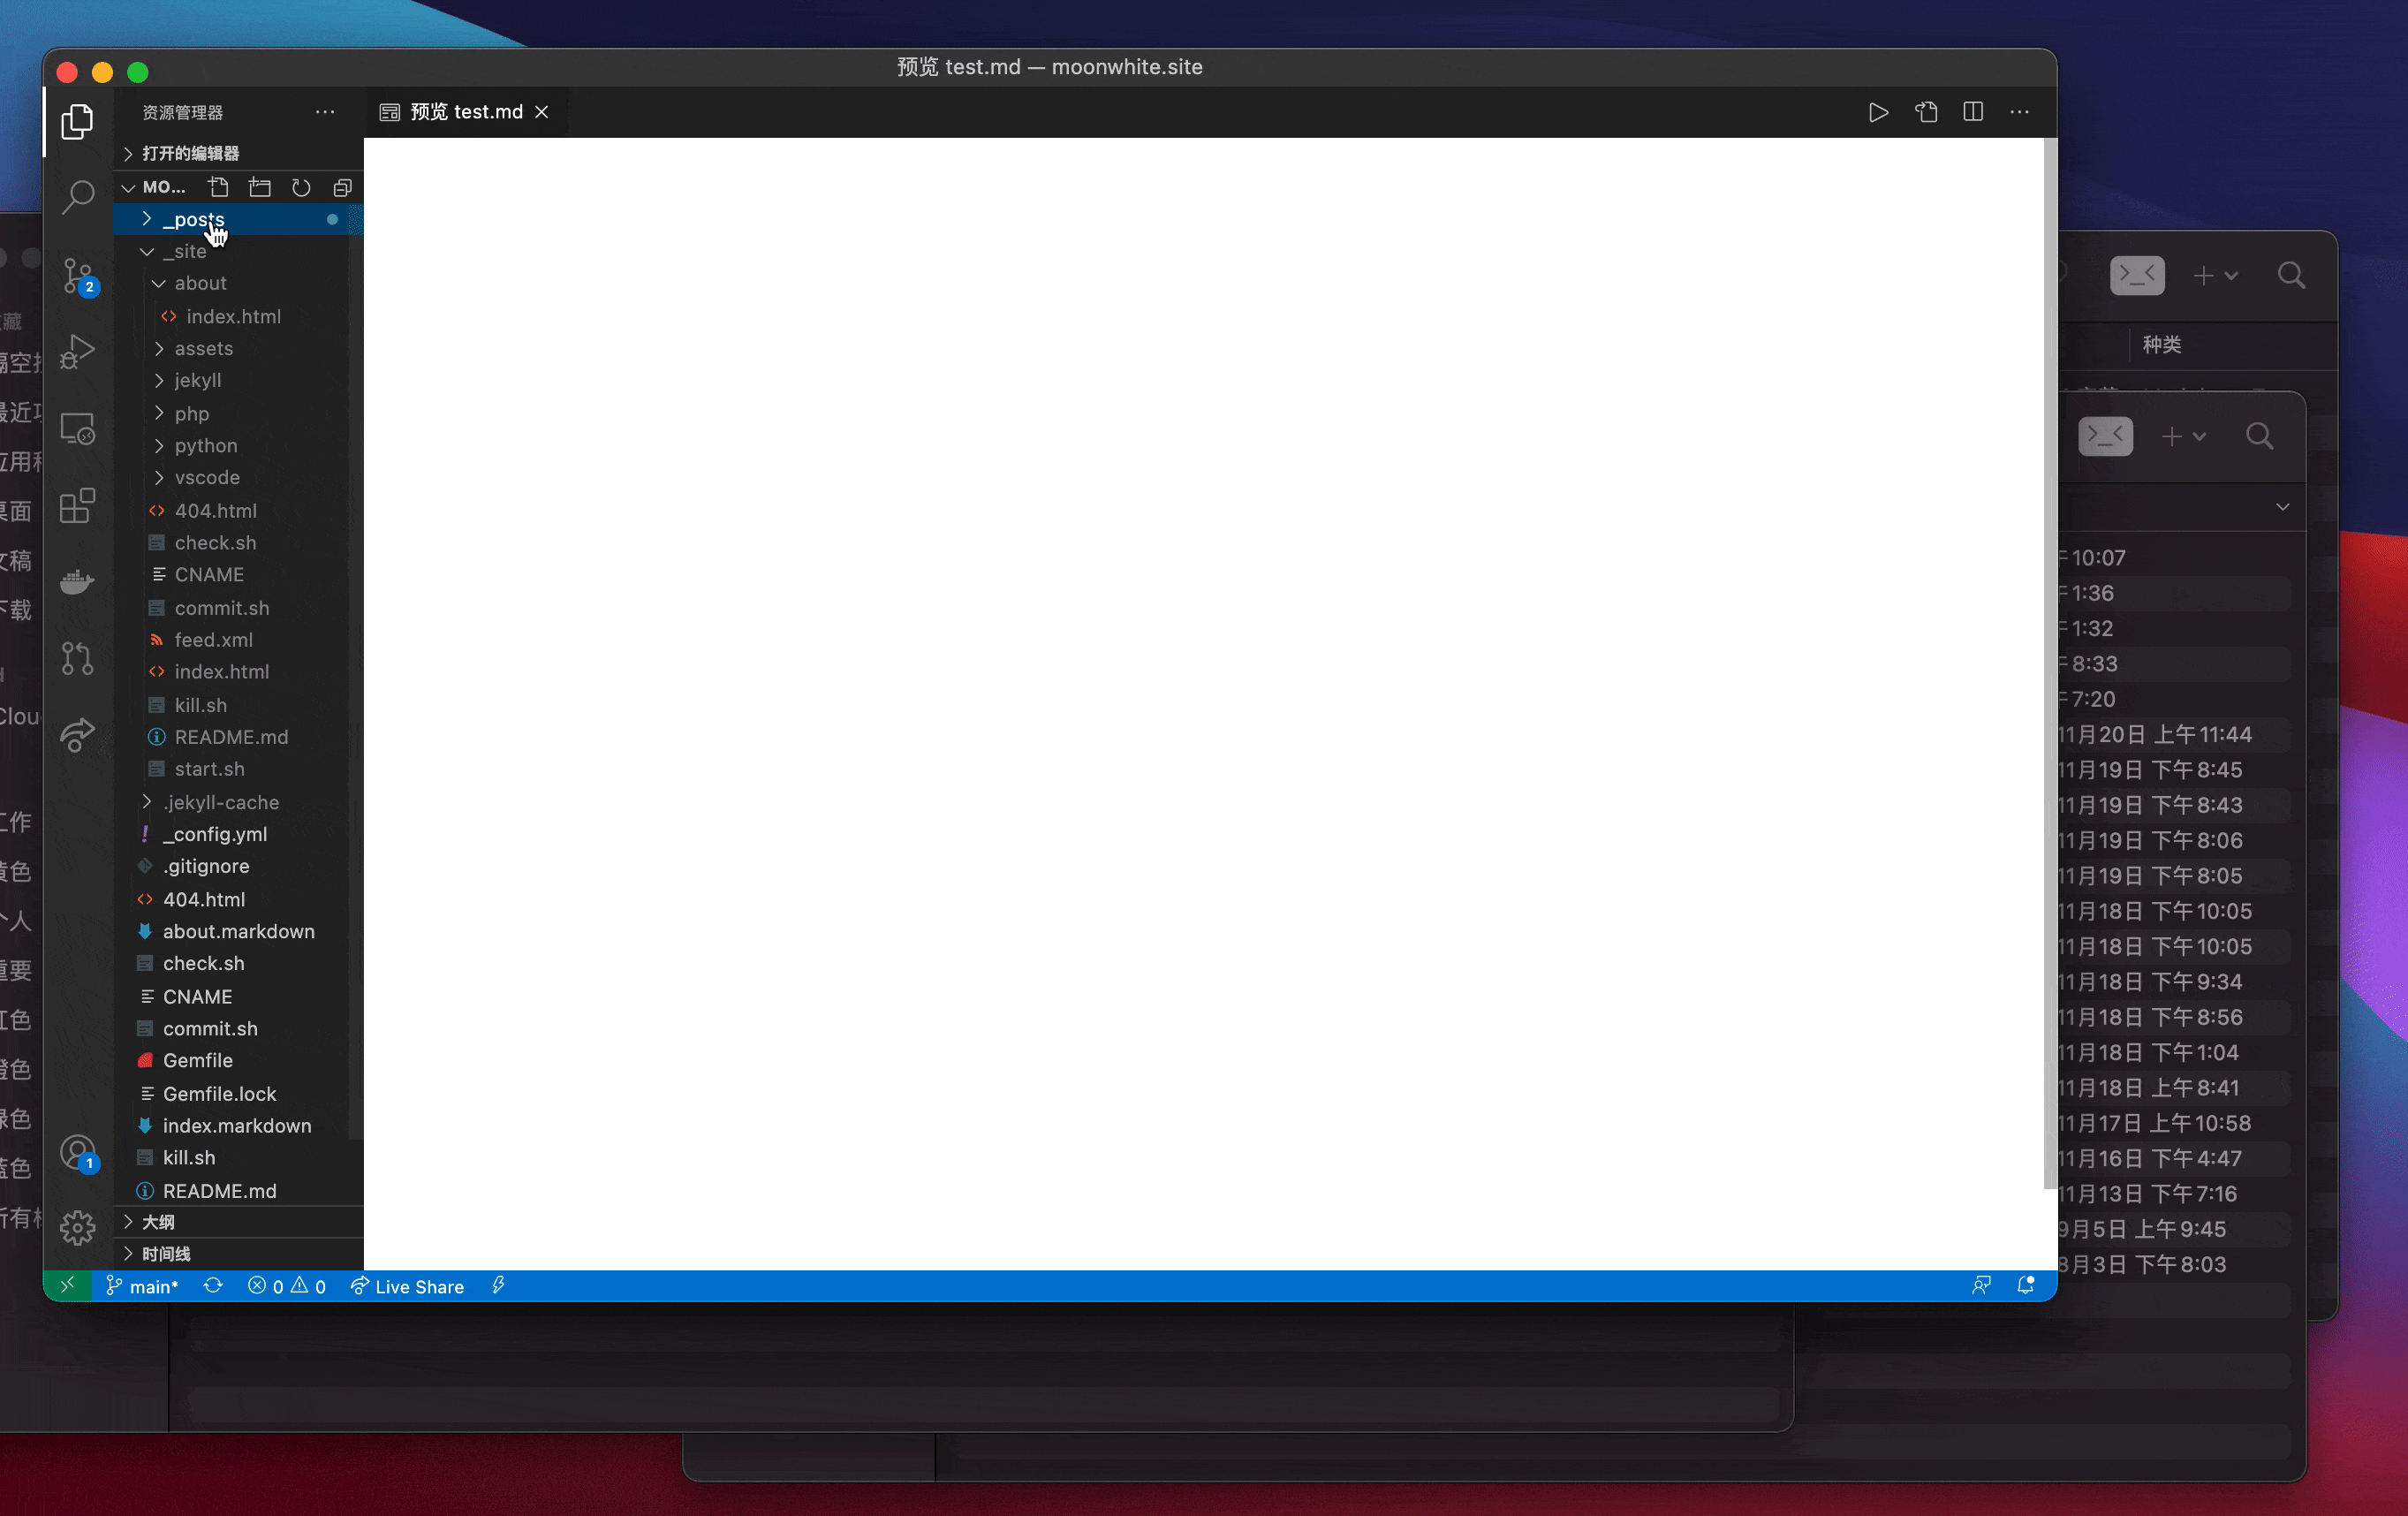 预览 test.md — moonwhite.site
资源管理器
预览 test.md
打开的编辑器
MO...
_posts
_site
about
index.html
assets
jekyll
php
python
vscode
404.html
check.sh
CNAME
commit.sh
feed.xml
index.html
kill.sh
README.md
start.sh
.jekyll-cache
_config.yml
.gitignore
404.html
about.markdown
check.sh
CNAME
commit.sh
Gemfile
Gemfile.lock
index.markdown
kill.sh
README.md
大纲
时间线
2
1
main*
0
0
Live Share
藏
隔空
最近
应用
桌面
文稿
下载
Clou
工作
黄色
个人
重要
红色
橙色
绿色
蓝色
所有
种类
10:07
1:36
1:32
8:33
7:20
11月20日 上午11:44
11月19日 下午8:45
11月19日 下午8:43
11月19日 下午8:06
11月19日 下午8:05
11月18日 下午10:05
11月18日 下午10:05
11月18日 下午9:34
11月18日 下午8:56
11月18日 下午1:04
11月18日 上午8:41
11月17日 上午10:58
11月16日 下午4:47
11月13日 下午7:16
9月5日 上午9:45
8月3日 下午8:03